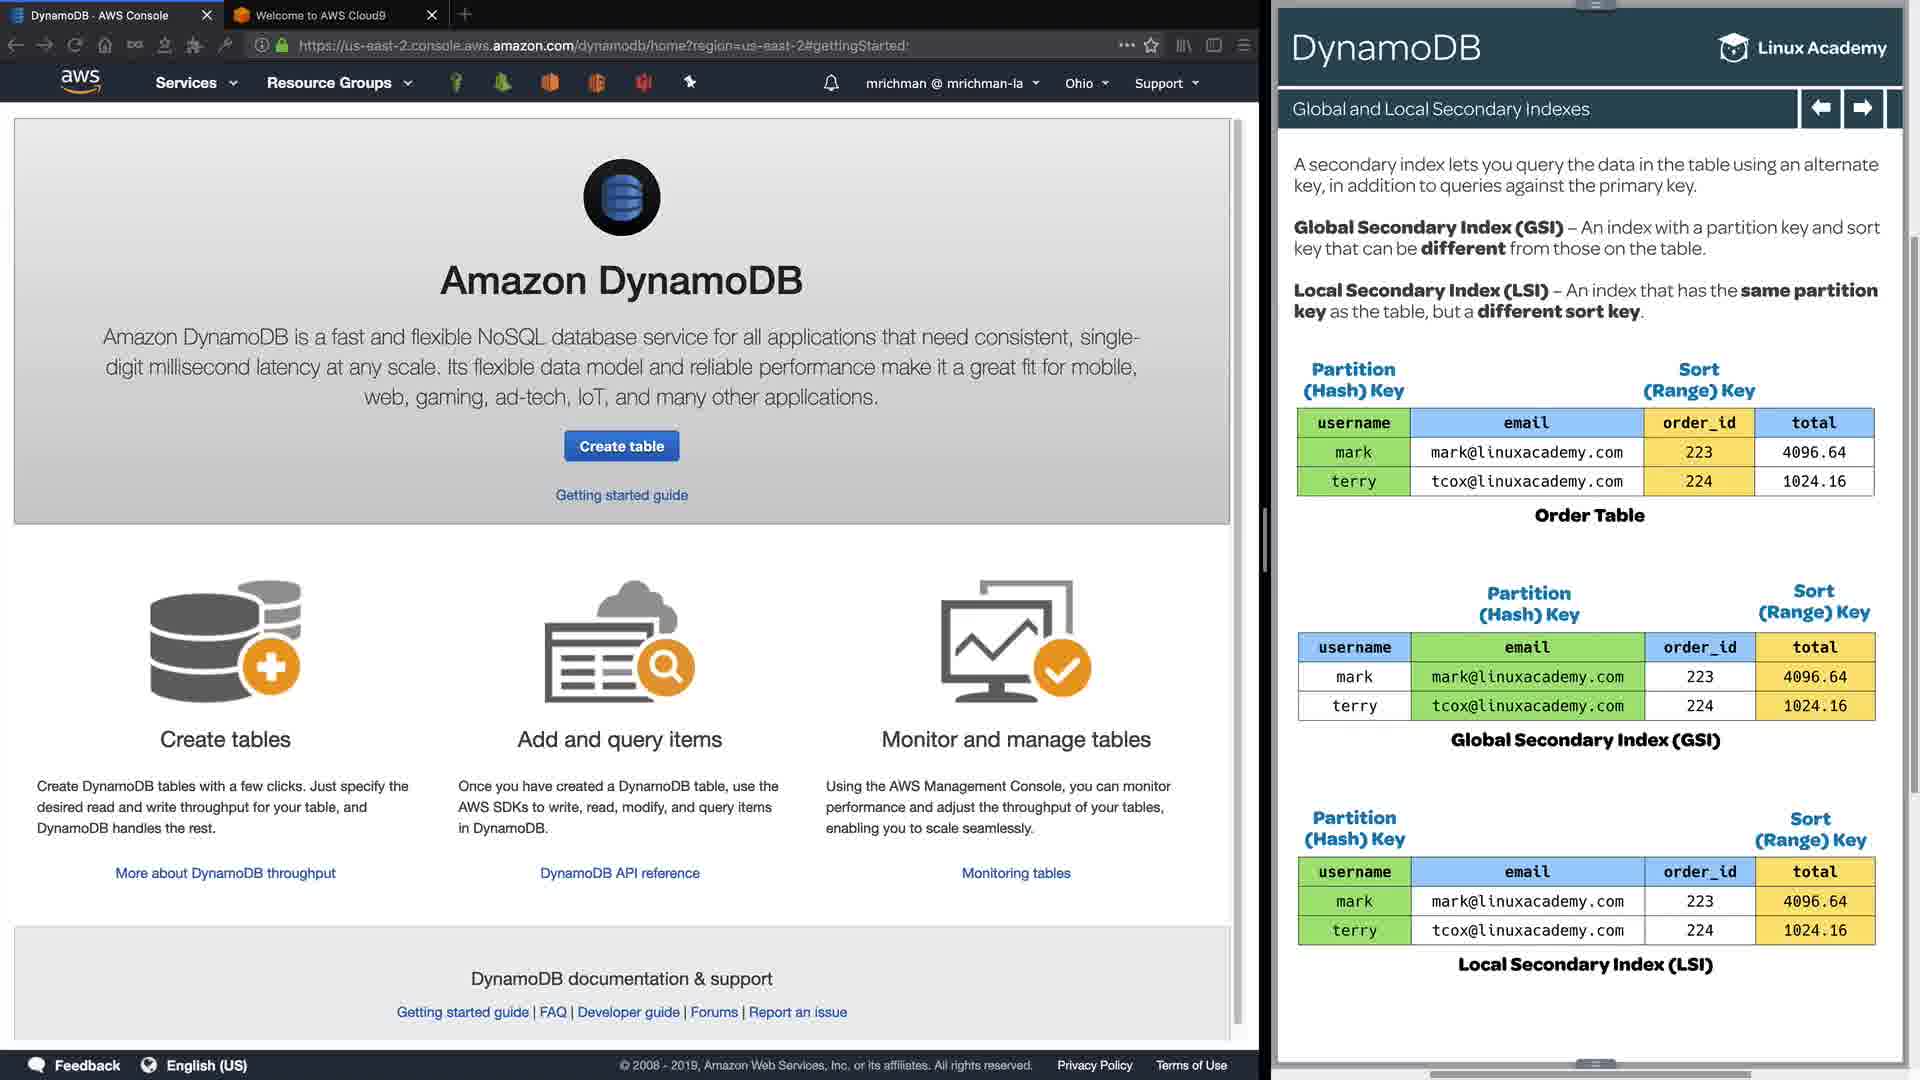 DynamoDB - AWS Console
Welcome to AWS Cloud9
https://us-east-2.console.aws.amazon.com/dynamodb/home?region=us-east-2#gettingStarted:
aws
Services
Resource Groups
mrichman @ mrichman-la
Ohio
Support
Amazon DynamoDB
Amazon DynamoDB is a fast and flexible NoSQL database service for all applications that need consistent, single-
digit millisecond latency at any scale. Its flexible data model and reliable performance make it a great fit for mobile,
web, gaming, ad-tech, IoT, and many other applications.
Create table
Getting started guide
Create tables
Create DynamoDB tables with a few clicks. Just specify the
desired read and write throughput for your table, and
DynamoDB handles the rest.
More about DynamoDB throughput
Add and query items
Once you have created a DynamoDB table, use the
AWS SDKs to write, read, modify, and query items
in DynamoDB.
DynamoDB API reference
Monitor and manage tables
Using the AWS Management Console, you can monitor
performance and adjust the throughput of your tables,
enabling you to scale seamlessly.
Monitoring tables
DynamoDB documentation & support
Getting started guide | FAQ | Developer guide | Forums | Report an issue
Feedback
English (US)
© 2008 - 2019, Amazon Web Services, Inc. or its affiliates. All rights reserved.
Privacy Policy
Terms of Use
DynamoDB
Linux Academy
Global and Local Secondary Indexes
A secondary index lets you query the data in the table using an alternate
key, in addition to queries against the primary key.
Global Secondary Index (GSI) – An index with a partition key and sort
key that can be different from those on the table.
Local Secondary Index (LSI) – An index that has the same partition
key as the table, but a different sort key.
Partition
(Hash) Key
Sort
(Range) Key
username email order_id total
mark mark@linuxacademy.com 223 4096.64
terry tcox@linuxacademy.com 224 1024.16
Order Table
Partition
(Hash) Key
Sort
(Range) Key
username email order_id total
mark mark@linuxacademy.com 223 4096.64
terry tcox@linuxacademy.com 224 1024.16
Global Secondary Index (GSI)
Partition
(Hash) Key
Sort
(Range) Key
username email order_id total
mark mark@linuxacademy.com 223 4096.64
terry tcox@linuxacademy.com 224 1024.16
Local Secondary Index (LSI)